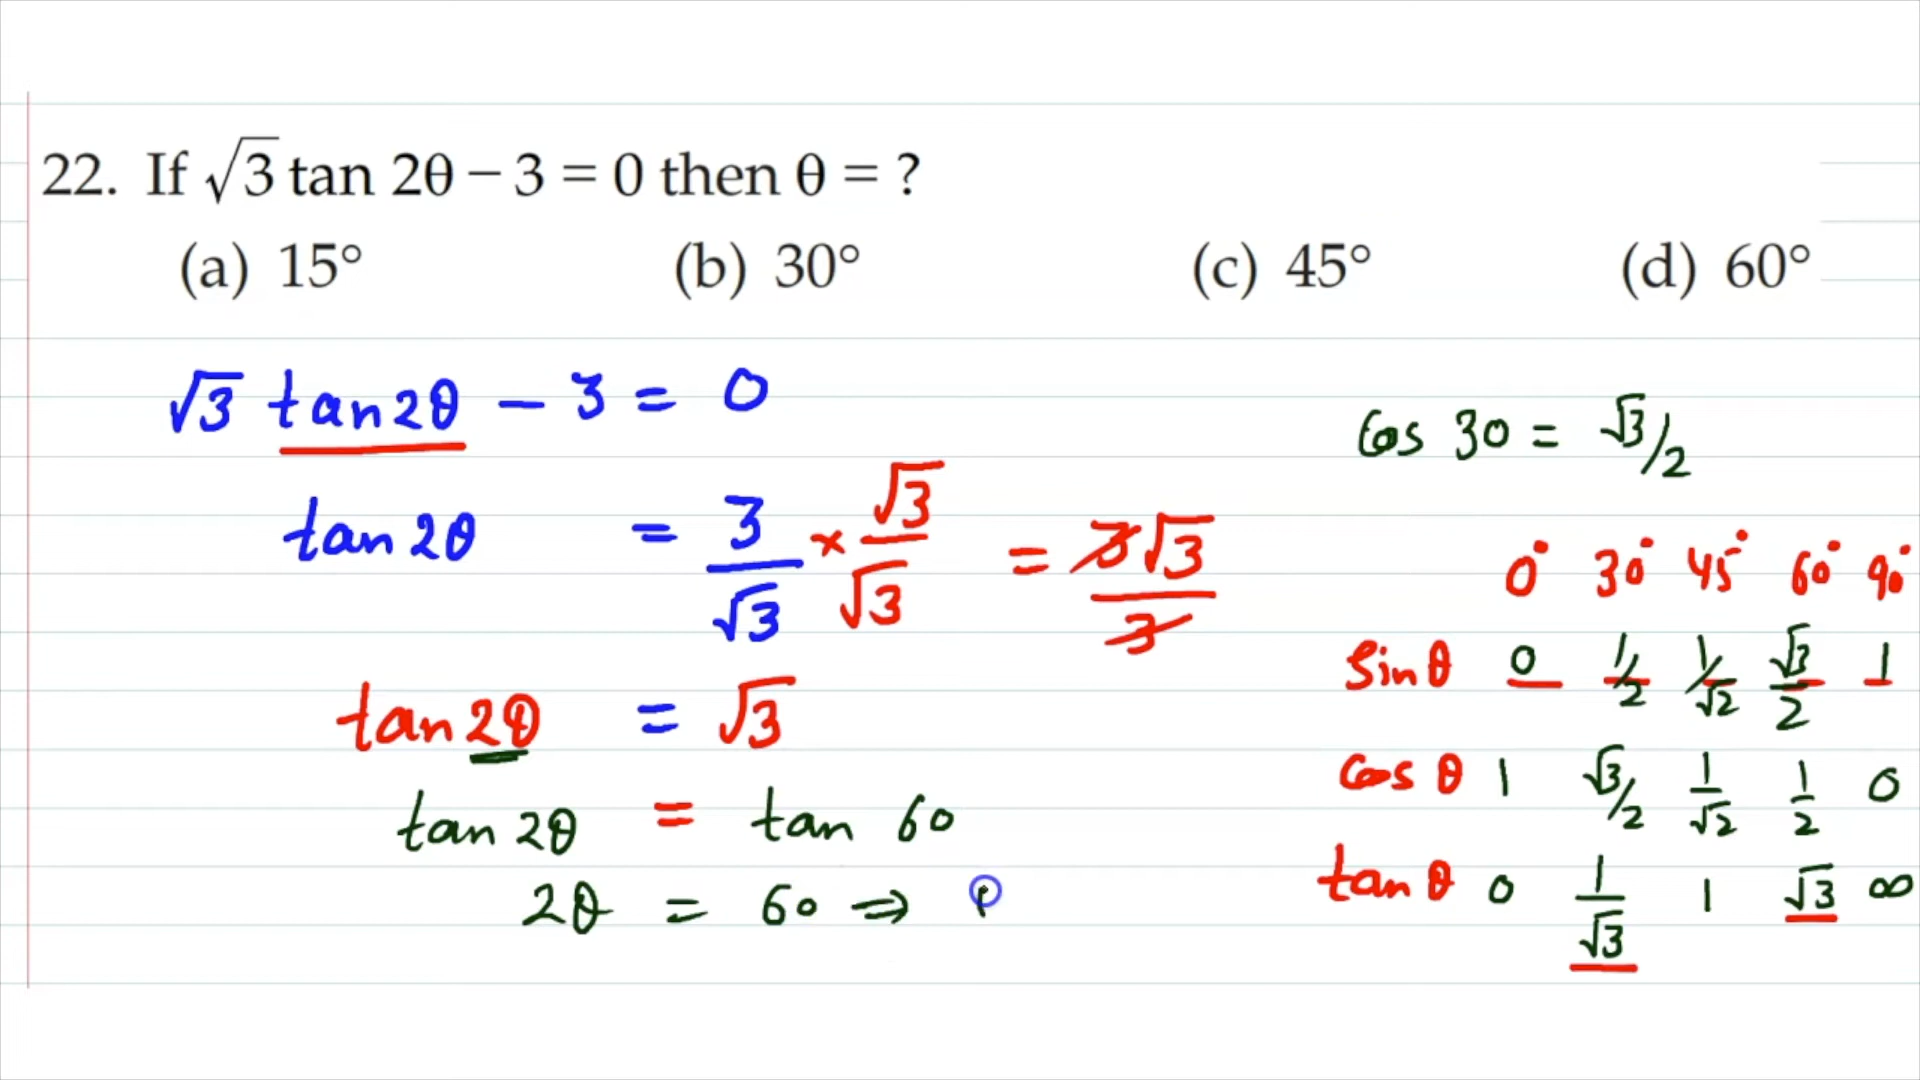 22. If √3 tan 2θ − 3 = 0 then θ = ?
(a) 15° (b) 30° (c) 45° (d) 60°
√3 tan 2θ − 3 = 0
tan 2θ = 3/√3 × √3/√3 = 3√3/3
tan 2θ = √3
tan 2θ = tan 60
2θ = 60 ⇒
cos 30 = √3/2
0° 30° 45° 60° 90°
sin θ 0 1/2 1/√2 √3/2 1
cos θ 1 √3/2 1/√2 1/2 0
tan θ 0 1/√3 1 √3 ∞